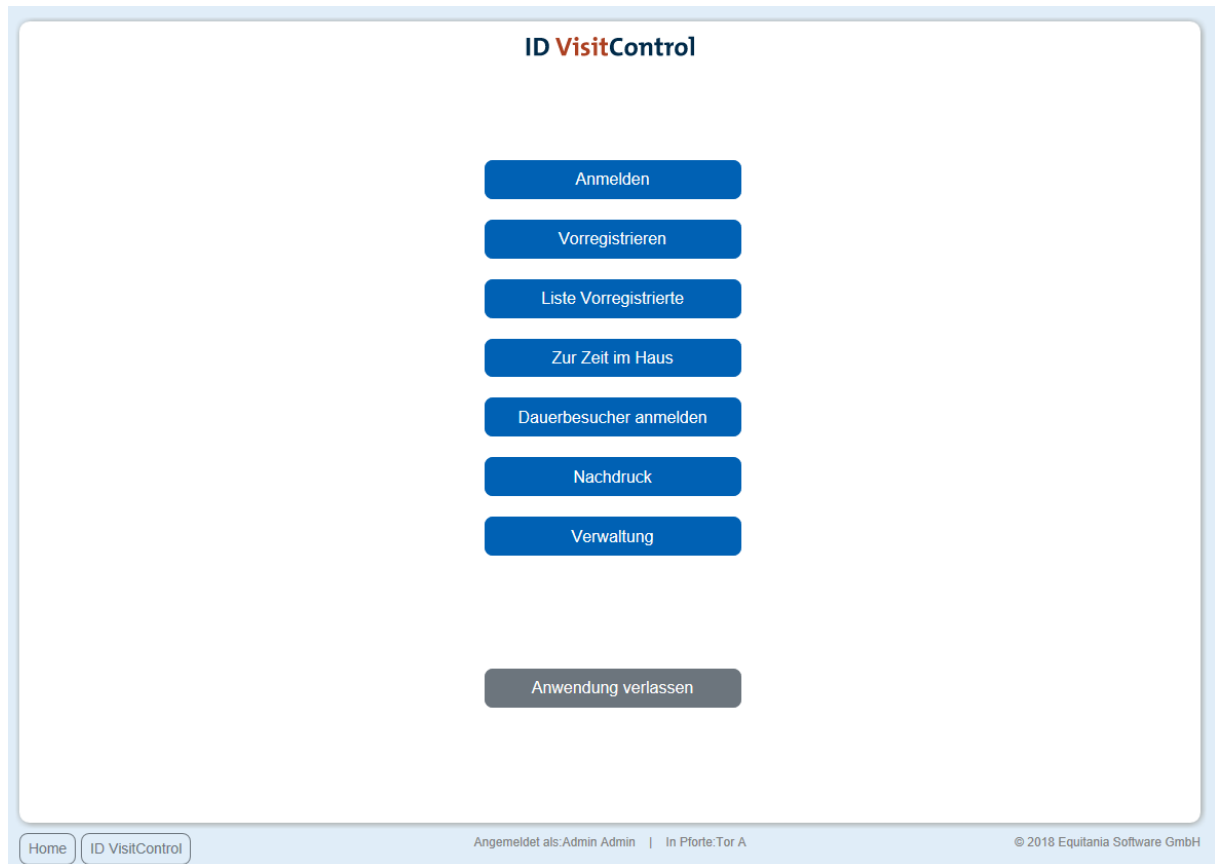 ID VisitControl
Anmelden
Vorregistrieren
Liste Vorregistrierte
Zur Zeit im Haus
Dauerbesucher anmelden
Nachdruck
Verwaltung
Anwendung verlassen
Home
ID VisitControl
Angemeldet als:Admin Admin | In Pforte:Tor A
© 2018 Equitania Software GmbH